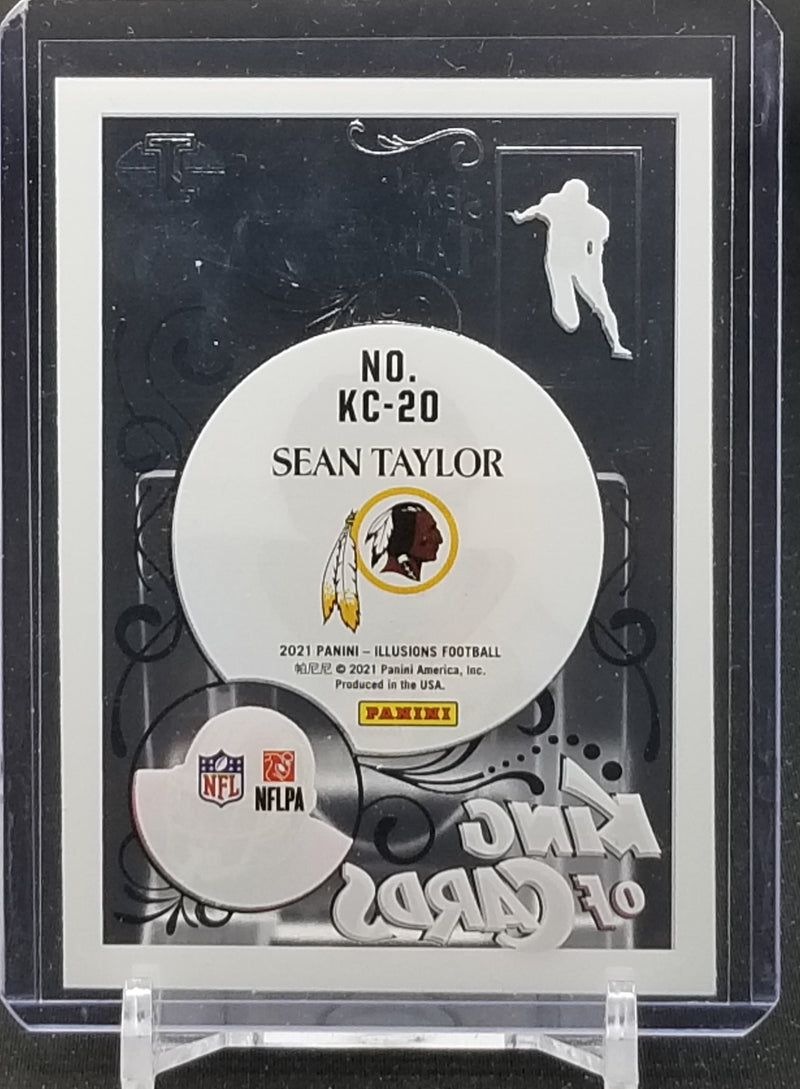 SEAN
NO.
KC-20
SEAN TAYLOR
2021 PANINI – ILLUSIONS FOOTBALL
帕尼尼 © 2021 Panini America, Inc.
Produced in the USA.
PANINI
NFL
NFLPA
KING
OF CARDS